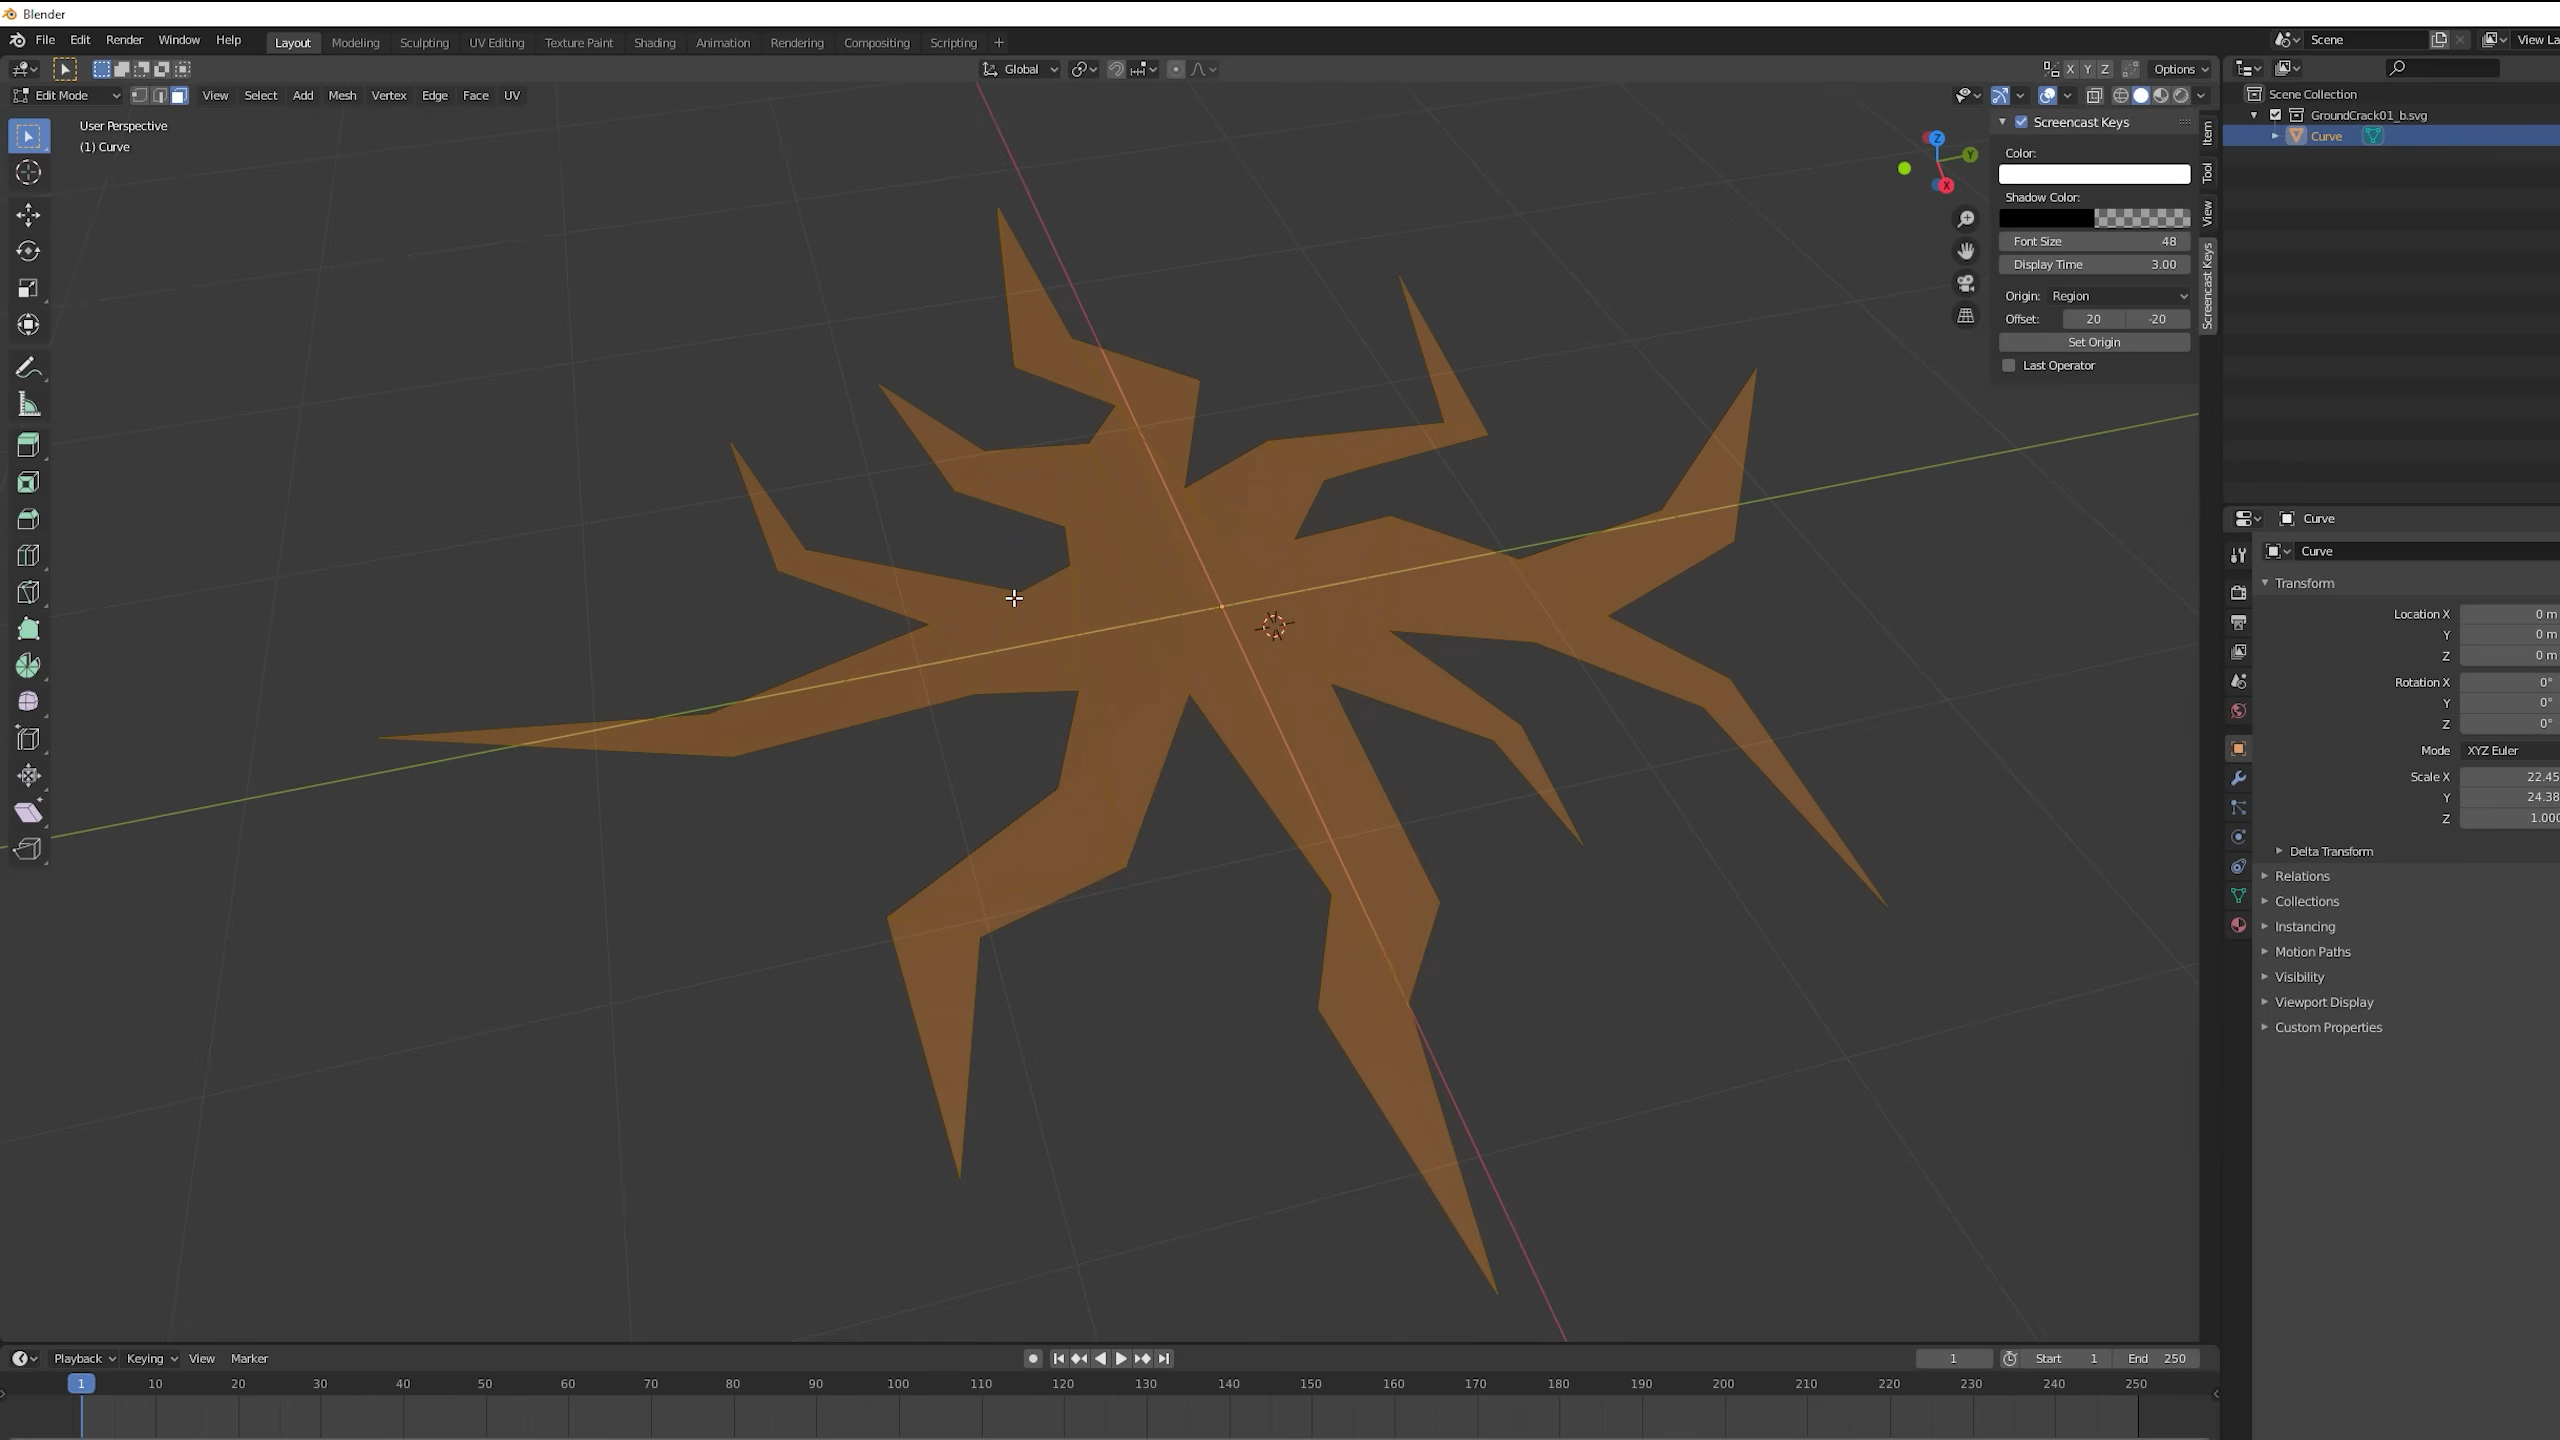 Blender
File Edit Render Window Help Layout Modeling Sculpting UV Editing Texture Paint Shading Animation Rendering Compositing Scripting + Scene View La
Global X Y Z Options
Edit Mode View Select Add Mesh Vertex Edge Face UV
User Perspective
(1) Curve
Z
Y
X
Screencast Keys
Color:
Shadow Color:
Font Size 48
Display Time 3.00
Origin: Region
Offset: 20 -20
Set Origin
Last Operator
Item
Tool
View
Screencast Keys
Scene Collection
GroundCrack01_b.svg
Curve
Curve
Curve
Transform
Location X 0 m
Y 0 m
Z 0 m
Rotation X 0°
Y 0°
Z 0°
Mode XYZ Euler
Scale X 22.45
Y 24.38
Z 1.000
Delta Transform
Relations
Collections
Instancing
Motion Paths
Visibility
Viewport Display
Custom Properties
Playback Keying View Marker 1 Start 1 End 250
1 10 20 30 40 50 60 70 80 90 100 110 120 130 140 150 160 170 180 190 200 210 220 230 240 250